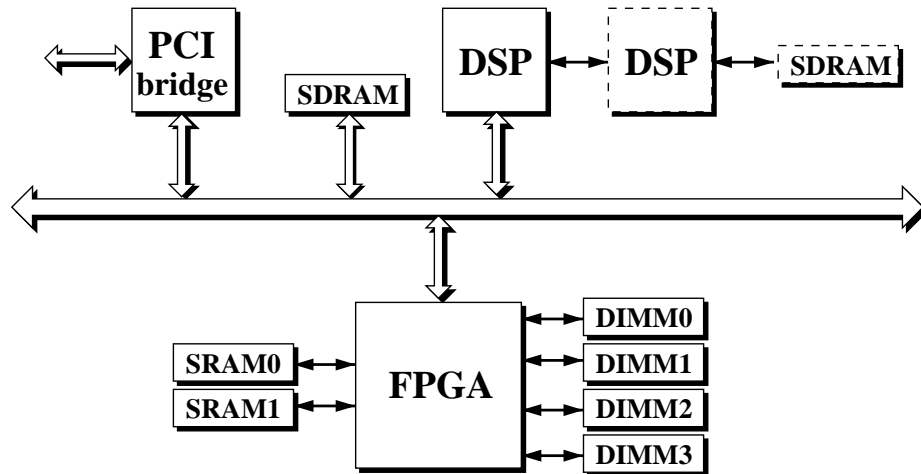 PCI
bridge
SDRAM
DSP
DSP
SDRAM
FPGA
SRAM0
SRAM1
DIMM0
DIMM1
DIMM2
DIMM3